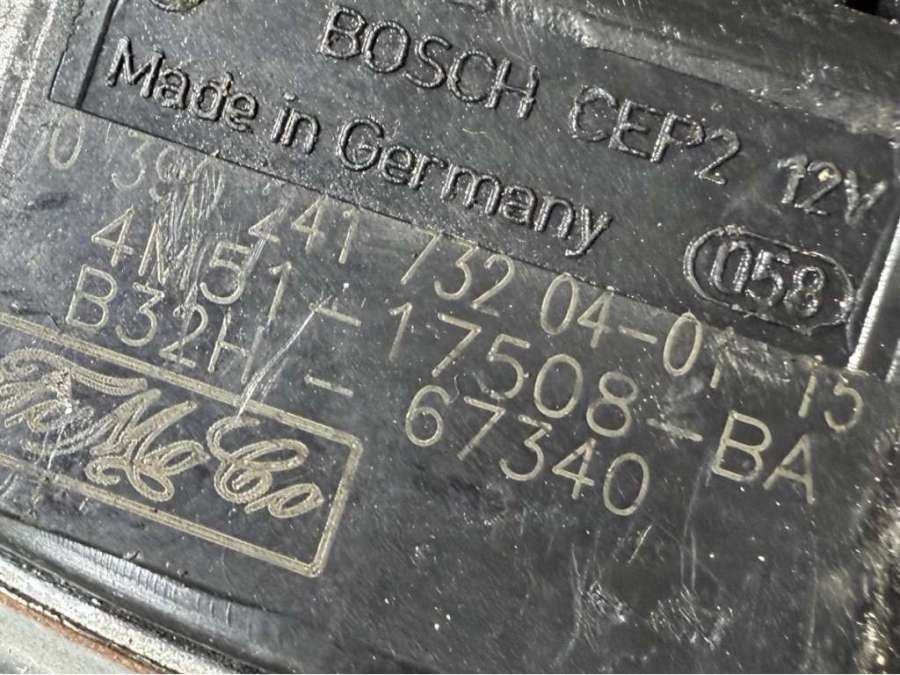 BOSCH CEP2 12V
Made in Germany
058
241 732 04-01 15
4M51-17508-BA
B32H - 67340
FoMoCo